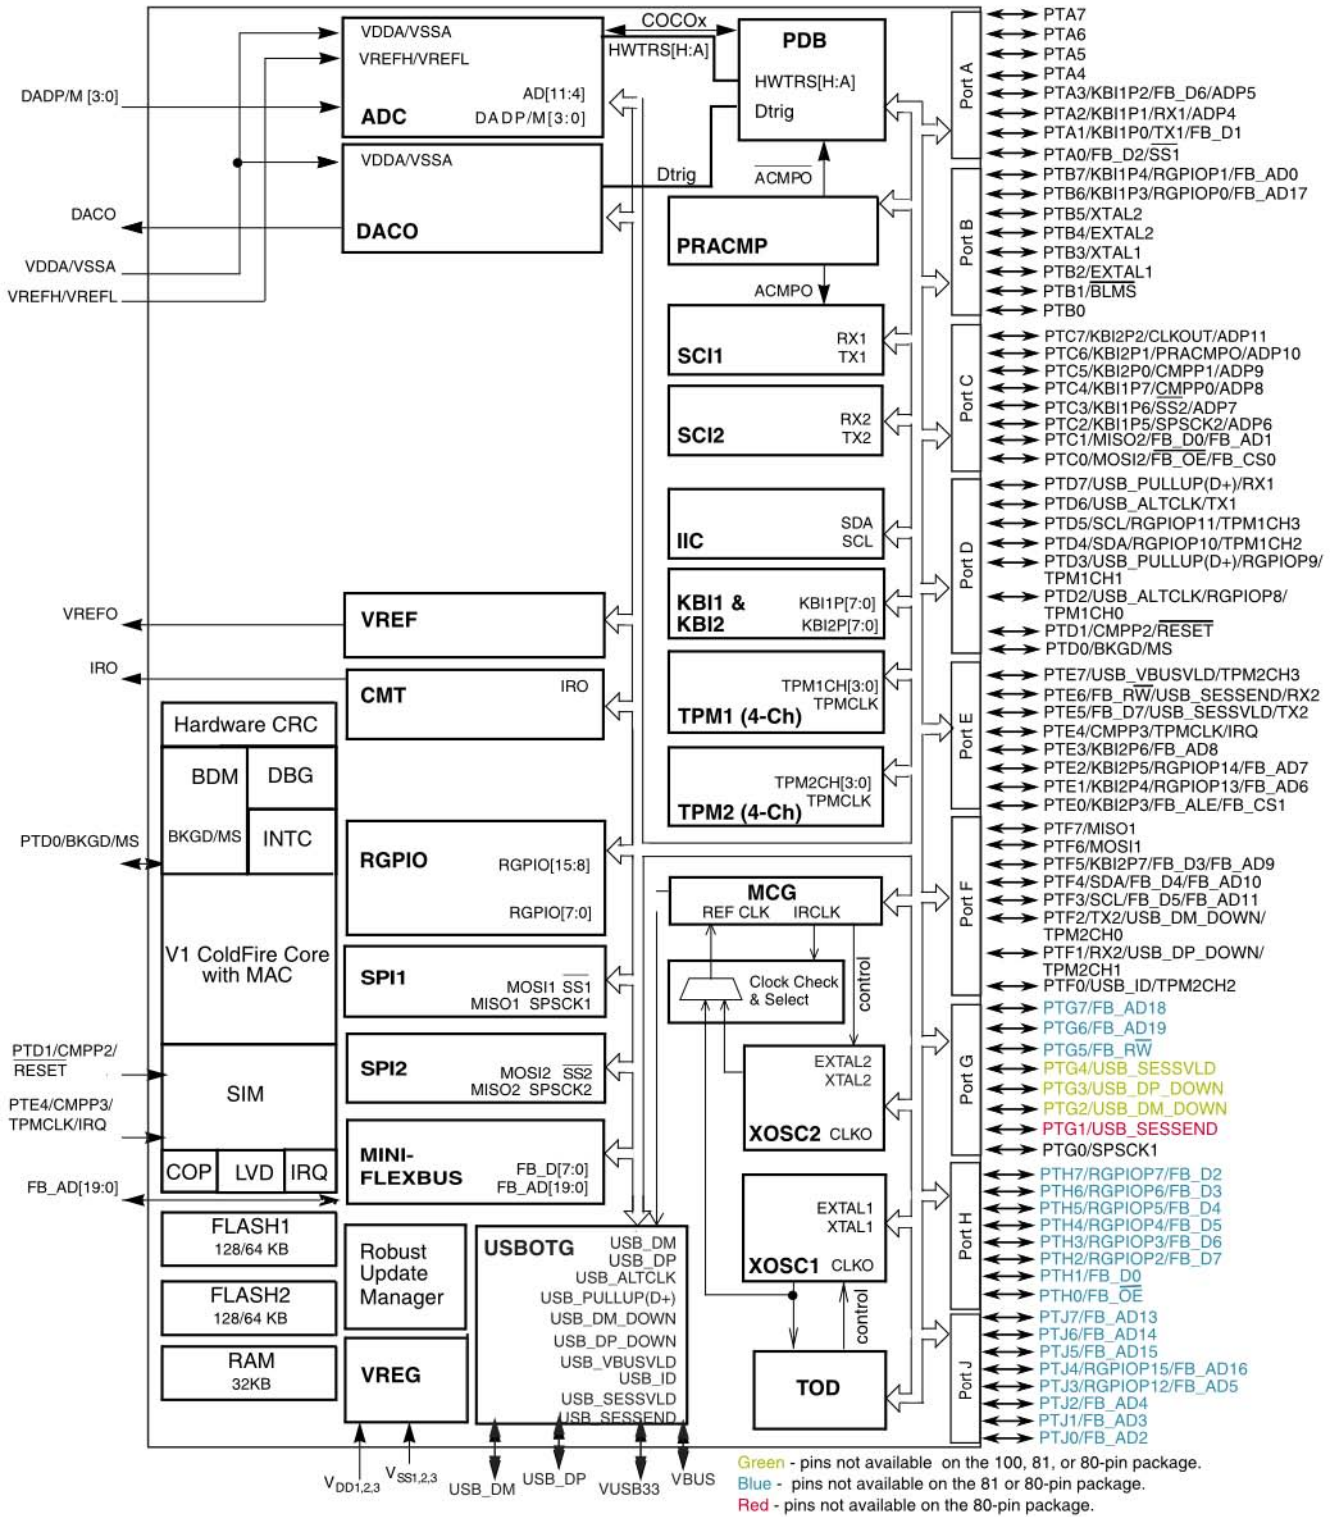 DADP/M [3:0]
DACO
VDDA/VSSA
VREFH/VREFL
VREFO
IRO
PTD0/BKGD/MS
PTD1/CMPP2/
RESET
PTE4/CMPP3/
TPMCLK/IRQ
FB_AD[19:0]
VDDA/VSSA
VREFH/VREFL
AD[11:4]
DADP/M[3:0]
ADC
COCOx
HWTRS[H:A]
VDDA/VSSA
DACO
Dtrig
PDB
HWTRS[H:A]
Dtrig
ACMPO
PRACMP
ACMPO
RX1
TX1
SCI1
RX2
TX2
SCI2
SDA
SCL
IIC
KBI1 &
KBI2
KBI1P[7:0]
KBI2P[7:0]
TPM1CH[3:0]
TPMCLK
TPM1 (4-Ch)
TPM2CH[3:0]
TPMCLK
TPM2 (4-Ch)
VREF
CMT
IRO
Hardware CRC
BDM
DBG
BKGD/MS
INTC
V1 ColdFire Core
with MAC
SIM
COP
LVD
IRQ
FLASH1
128/64 KB
FLASH2
128/64 KB
RAM
32KB
RGPIO
RGPIO[15:8]
RGPIO[7:0]
SPI1
MOSI1 SS1
MISO1 SPSCK1
SPI2
MOSI2 SS2
MISO2 SPSCK2
MINI-
FLEXBUS
FB_D[7:0]
FB_AD[19:0]
Robust
Update
Manager
VREG
VDD1,2,3
VSS1,2,3
USBOTG
USB_DM
USB_DP
USB_ALTCLK
USB_PULLUP(D+)
USB_DM_DOWN
USB_DP_DOWN
USB_VBUSVLD
USB_ID
USB_SESSVLD
USB_SESSEND
USB_DM
USB_DP
VUSB33
VBUS
MCG
REF CLK
IRCLK
Clock Check
& Select
control
EXTAL2
XTAL2
XOSC2
CLKO
EXTAL1
XTAL1
XOSC1
CLKO
control
TOD
Port A
PTA7
PTA6
PTA5
PTA4
PTA3/KBI1P2/FB_D6/ADP5
PTA2/KBI1P1/RX1/ADP4
PTA1/KBI1P0/TX1/FB_D1
PTA0/FB_D2/SS1
Port B
PTB7/KBI1P4/RGPIOP1/FB_AD0
PTB6/KBI1P3/RGPIOP0/FB_AD17
PTB5/XTAL2
PTB4/EXTAL2
PTB3/XTAL1
PTB2/EXTAL1
PTB1/BLMS
PTB0
Port C
PTC7/KBI2P2/CLKOUT/ADP11
PTC6/KBI2P1/PRACMPO/ADP10
PTC5/KBI2P0/CMPP1/ADP9
PTC4/KBI1P7/CMPP0/ADP8
PTC3/KBI1P6/SS2/ADP7
PTC2/KBI1P5/SPSCK2/ADP6
PTC1/MISO2/FB_D0/FB_AD1
PTC0/MOSI2/FB_OE/FB_CS0
Port D
PTD7/USB_PULLUP(D+)/RX1
PTD6/USB_ALTCLK/TX1
PTD5/SCL/RGPIOP11/TPM1CH3
PTD4/SDA/RGPIOP10/TPM1CH2
PTD3/USB_PULLUP(D+)/RGPIOP9/
TPM1CH1
PTD2/USB_ALTCLK/RGPIOP8/
TPM1CH0
PTD1/CMPP2/RESET
PTD0/BKGD/MS
Port E
PTE7/USB_VBUSVLD/TPM2CH3
PTE6/FB_RW/USB_SESSEND/RX2
PTE5/FB_D7/USB_SESSVLD/TX2
PTE4/CMPP3/TPMCLK/IRQ
PTE3/KBI2P6/FB_AD8
PTE2/KBI2P5/RGPIOP14/FB_AD7
PTE1/KBI2P4/RGPIOP13/FB_AD6
PTE0/KBI2P3/FB_ALE/FB_CS1
Port F
PTF7/MISO1
PTF6/MOSI1
PTF5/KBI2P7/FB_D3/FB_AD9
PTF4/SDA/FB_D4/FB_AD10
PTF3/SCL/FB_D5/FB_AD11
PTF2/TX2/USB_DM_DOWN/
TPM2CH0
PTF1/RX2/USB_DP_DOWN/
TPM2CH1
PTF0/USB_ID/TPM2CH2
Port G
PTG7/FB_AD18
PTG6/FB_AD19
PTG5/FB_RW
PTG4/USB_SESSVLD
PTG3/USB_DP_DOWN
PTG2/USB_DM_DOWN
PTG1/USB_SESSEND
PTG0/SPSCK1
Port H
PTH7/RGPIOP7/FB_D2
PTH6/RGPIOP6/FB_D3
PTH5/RGPIOP5/FB_D4
PTH4/RGPIOP4/FB_D5
PTH3/RGPIOP3/FB_D6
PTH2/RGPIOP2/FB_D7
PTH1/FB_D0
PTH0/FB_OE
Port J
PTJ7/FB_AD13
PTJ6/FB_AD14
PTJ5/FB_AD15
PTJ4/RGPIOP15/FB_AD16
PTJ3/RGPIOP12/FB_AD5
PTJ2/FB_AD4
PTJ1/FB_AD3
PTJ0/FB_AD2
Green - pins not available on the 100, 81, or 80-pin package.
Blue - pins not available on the 81 or 80-pin package.
Red - pins not available on the 80-pin package.